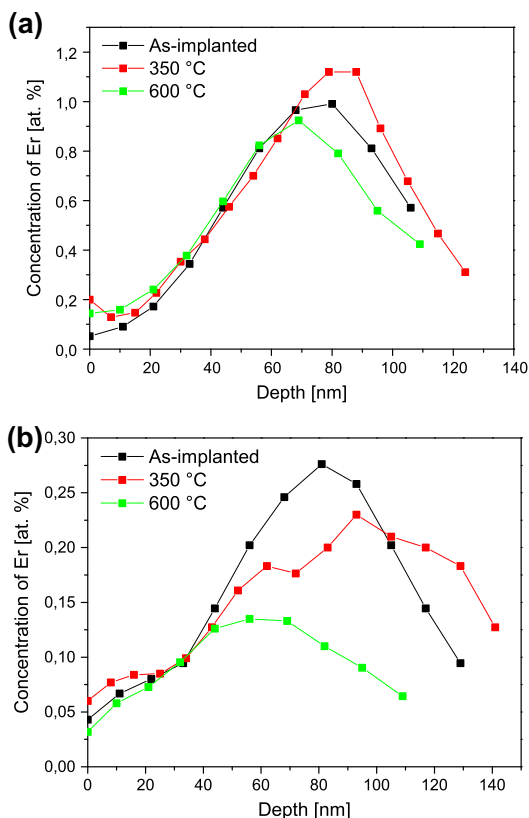 (a)
As-implanted
350 °C
600 °C
Concentration of Er [at. %]
1,2
1,0
0,8
0,6
0,4
0,2
0,0
0 20 40 60 80 100 120 140
Depth [nm]
(b)
As-implanted
350 °C
600 °C
Concentration of Er [at. %]
0,30
0,25
0,20
0,15
0,10
0,05
0,00
0 20 40 60 80 100 120 140
Depth [nm]